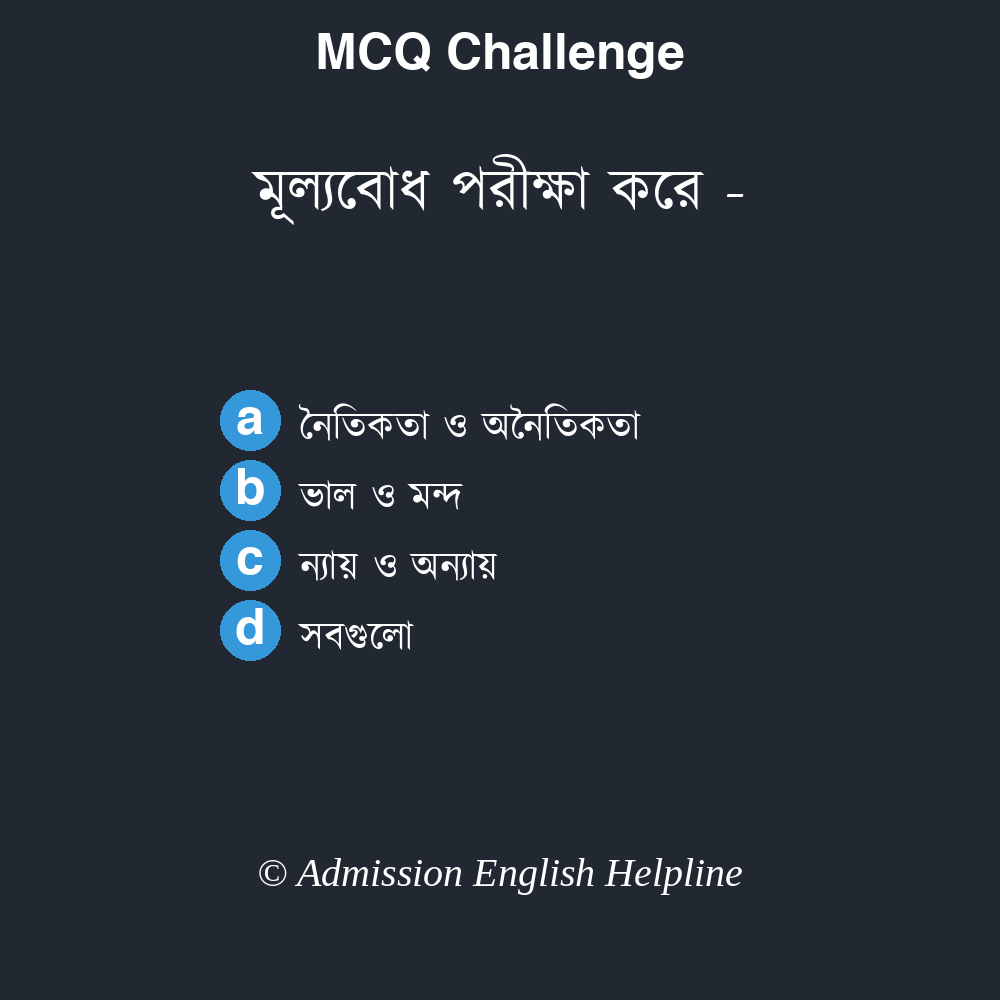 MCQ Challenge
মূল্যবোধ পরীক্ষা করে -
a নৈতিকতা ও অনৈতিকতা
b ভাল ও মন্দ
c ন্যায় ও অন্যায়
d সবগুলো
© Admission English Helpline